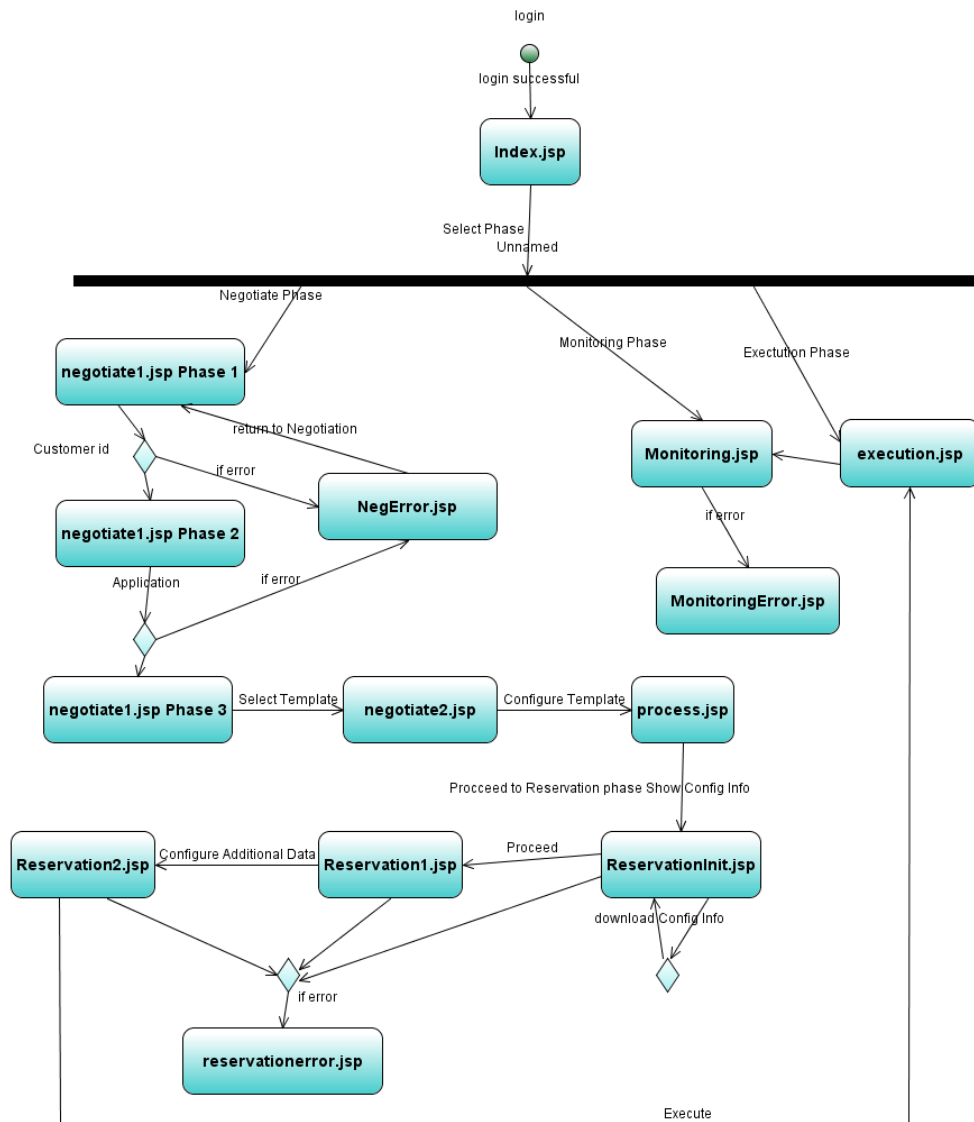 login
login successful
Index.jsp
Select Phase
Unnamed
Negotiate Phase
Monitoring Phase
Exectution Phase
negotiate1.jsp Phase 1
return to Negotiation
Customer id
Monitoring.jsp
execution.jsp
if error
NegError.jsp
if error
negotiate1.jsp Phase 2
Application
if error
MonitoringError.jsp
negotiate1.jsp Phase 3
Select Template
negotiate2.jsp
Configure Template
process.jsp
Procceed to Reservation phase Show Config Info
Reservation2.jsp
Configure Additional Data
Reservation1.jsp
Proceed
ReservationInit.jsp
download Config Info
if error
reservationerror.jsp
Execute